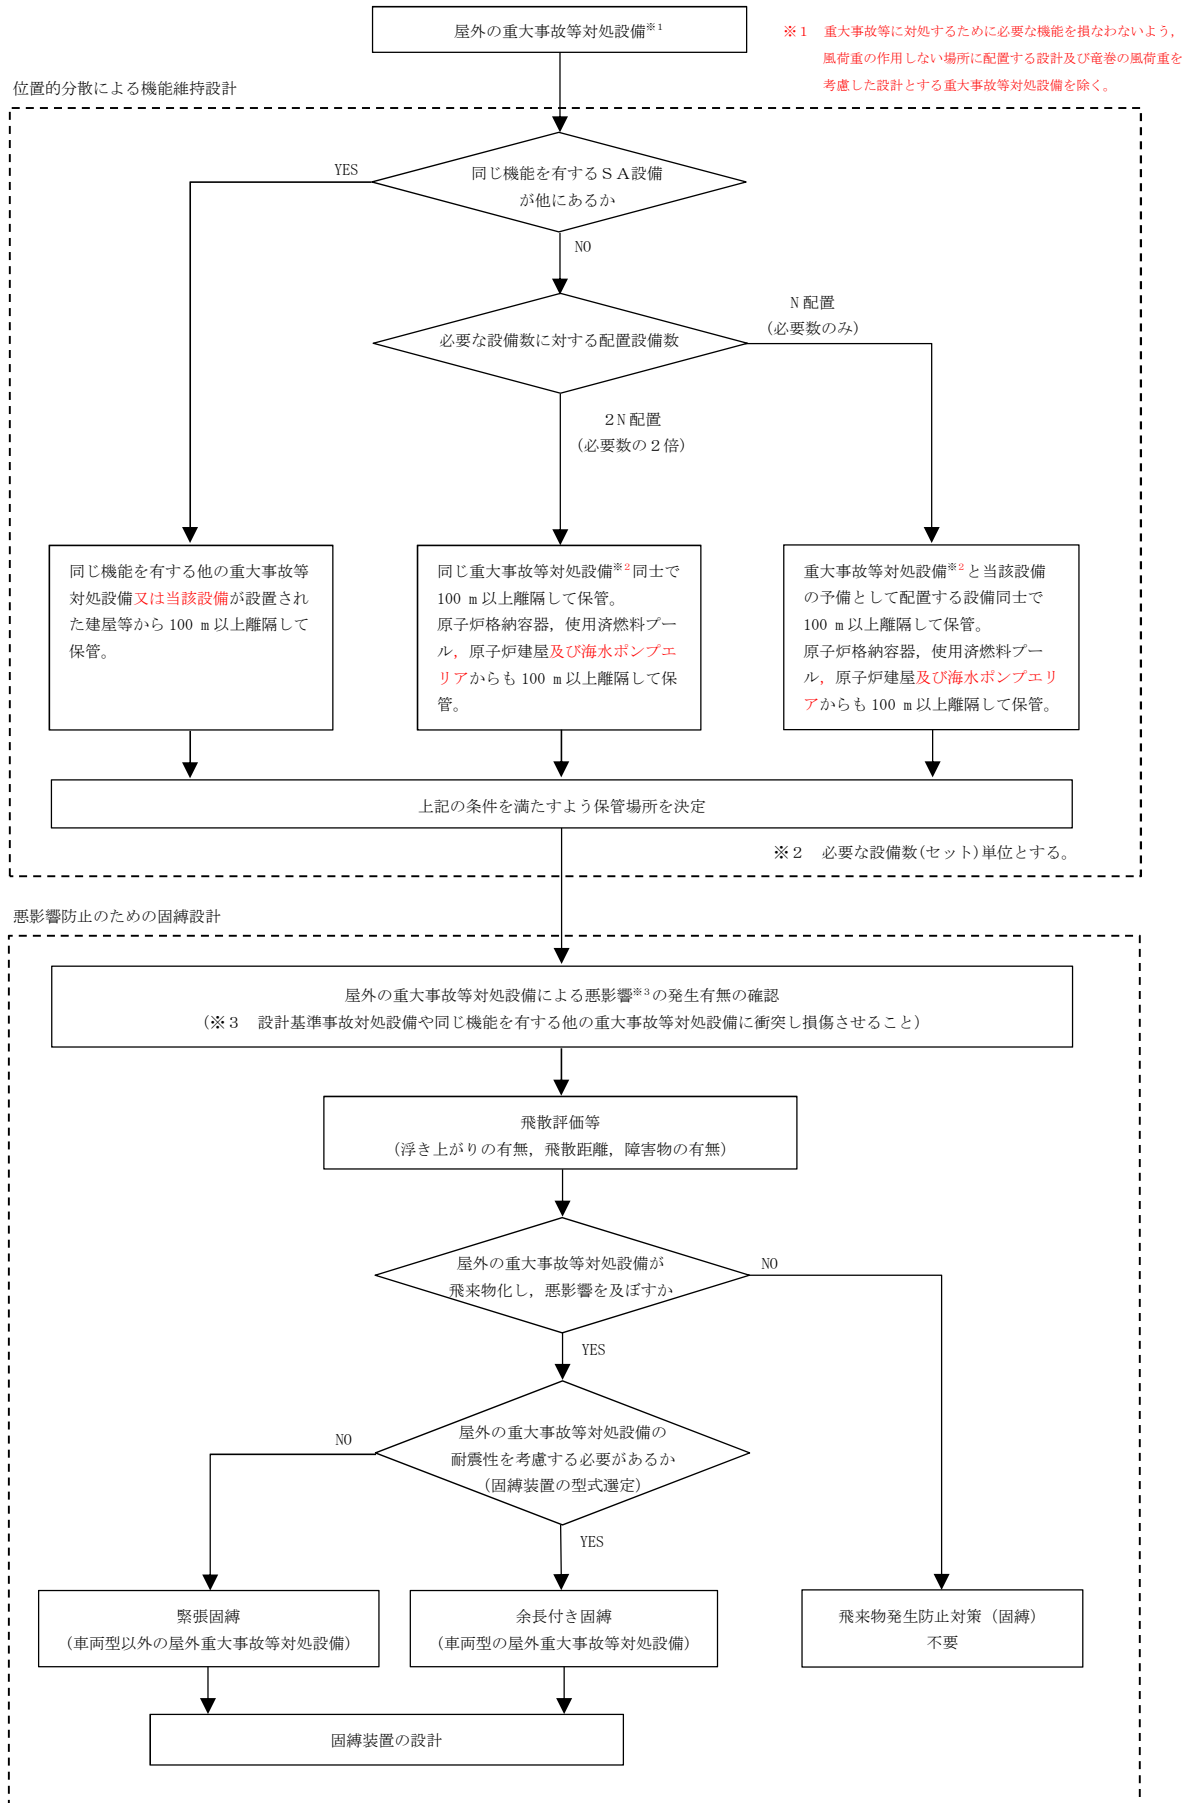 屋外の重大事故等対処設備※1
※1　重大事故等に対処するために必要な機能を損なわないよう，
風荷重の作用しない場所に配置する設計及び竜巻の風荷重を
考慮した設計とする重大事故等対処設備を除く。
位置的分散による機能維持設計
同じ機能を有するＳＡ設備
が他にあるか
YES
NO
必要な設備数に対する配置設備数
N 配置
(必要数のみ)
２N 配置
(必要数の２倍)
同じ機能を有する他の重大事故等
対処設備又は当該設備が設置され
た建屋等から 100 m 以上離隔して
保管。
同じ重大事故等対処設備※2同士で
100 m 以上離隔して保管。
原子炉格納容器，使用済燃料プー
ル，原子炉建屋及び海水ポンプエ
リアからも 100 m 以上離隔して保
管。
重大事故等対処設備※2と当該設備
の予備として配置する設備同士で
100 m 以上離隔して保管。
原子炉格納容器，使用済燃料プー
ル，原子炉建屋及び海水ポンプエリ
アからも 100 m 以上離隔して保管。
上記の条件を満たすよう保管場所を決定
※２　必要な設備数(セット)単位とする。
悪影響防止のための固縛設計
屋外の重大事故等対処設備による悪影響※3の発生有無の確認
（※３　設計基準事故対処設備や同じ機能を有する他の重大事故等対処設備に衝突し損傷させること）
飛散評価等
（浮き上がりの有無，飛散距離，障害物の有無）
屋外の重大事故等対処設備が
飛来物化し，悪影響を及ぼすか
NO
YES
屋外の重大事故等対処設備の
耐震性を考慮する必要があるか
（固縛装置の型式選定）
NO
YES
緊張固縛
（車両型以外の屋外重大事故等対処設備）
余長付き固縛
（車両型の屋外重大事故等対処設備）
飛来物発生防止対策（固縛）
不要
固縛装置の設計